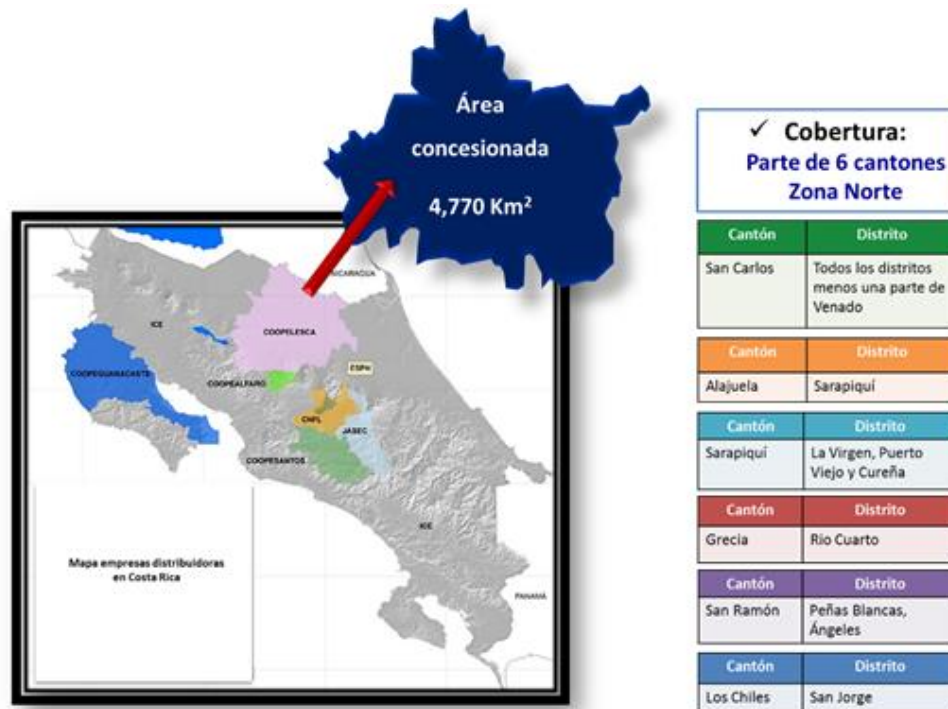 Área
concesionada
4,770 Km²
✓ Cobertura:
Parte de 6 cantones
Zona Norte
Cantón Distrito
San Carlos Todos los distritos
menos una parte de
Venado
Cantón Distrito
Alajuela Sarapiquí
Cantón Distrito
Sarapiquí La Virgen, Puerto
Viejo y Cureña
Cantón Distrito
Grecia Rio Cuarto
Cantón Distrito
San Ramón Peñas Blancas,
Ángeles
Cantón Distrito
Los Chiles San Jorge
NICARAGUA
ICE
COOPELESCA
COOPEGUANACASTE
COOPEALFARO
ESPH
CNFL
JASEC
COOPESANTOS
ICE
PANAMÁ
Mapa empresas distribuidoras
en Costa Rica